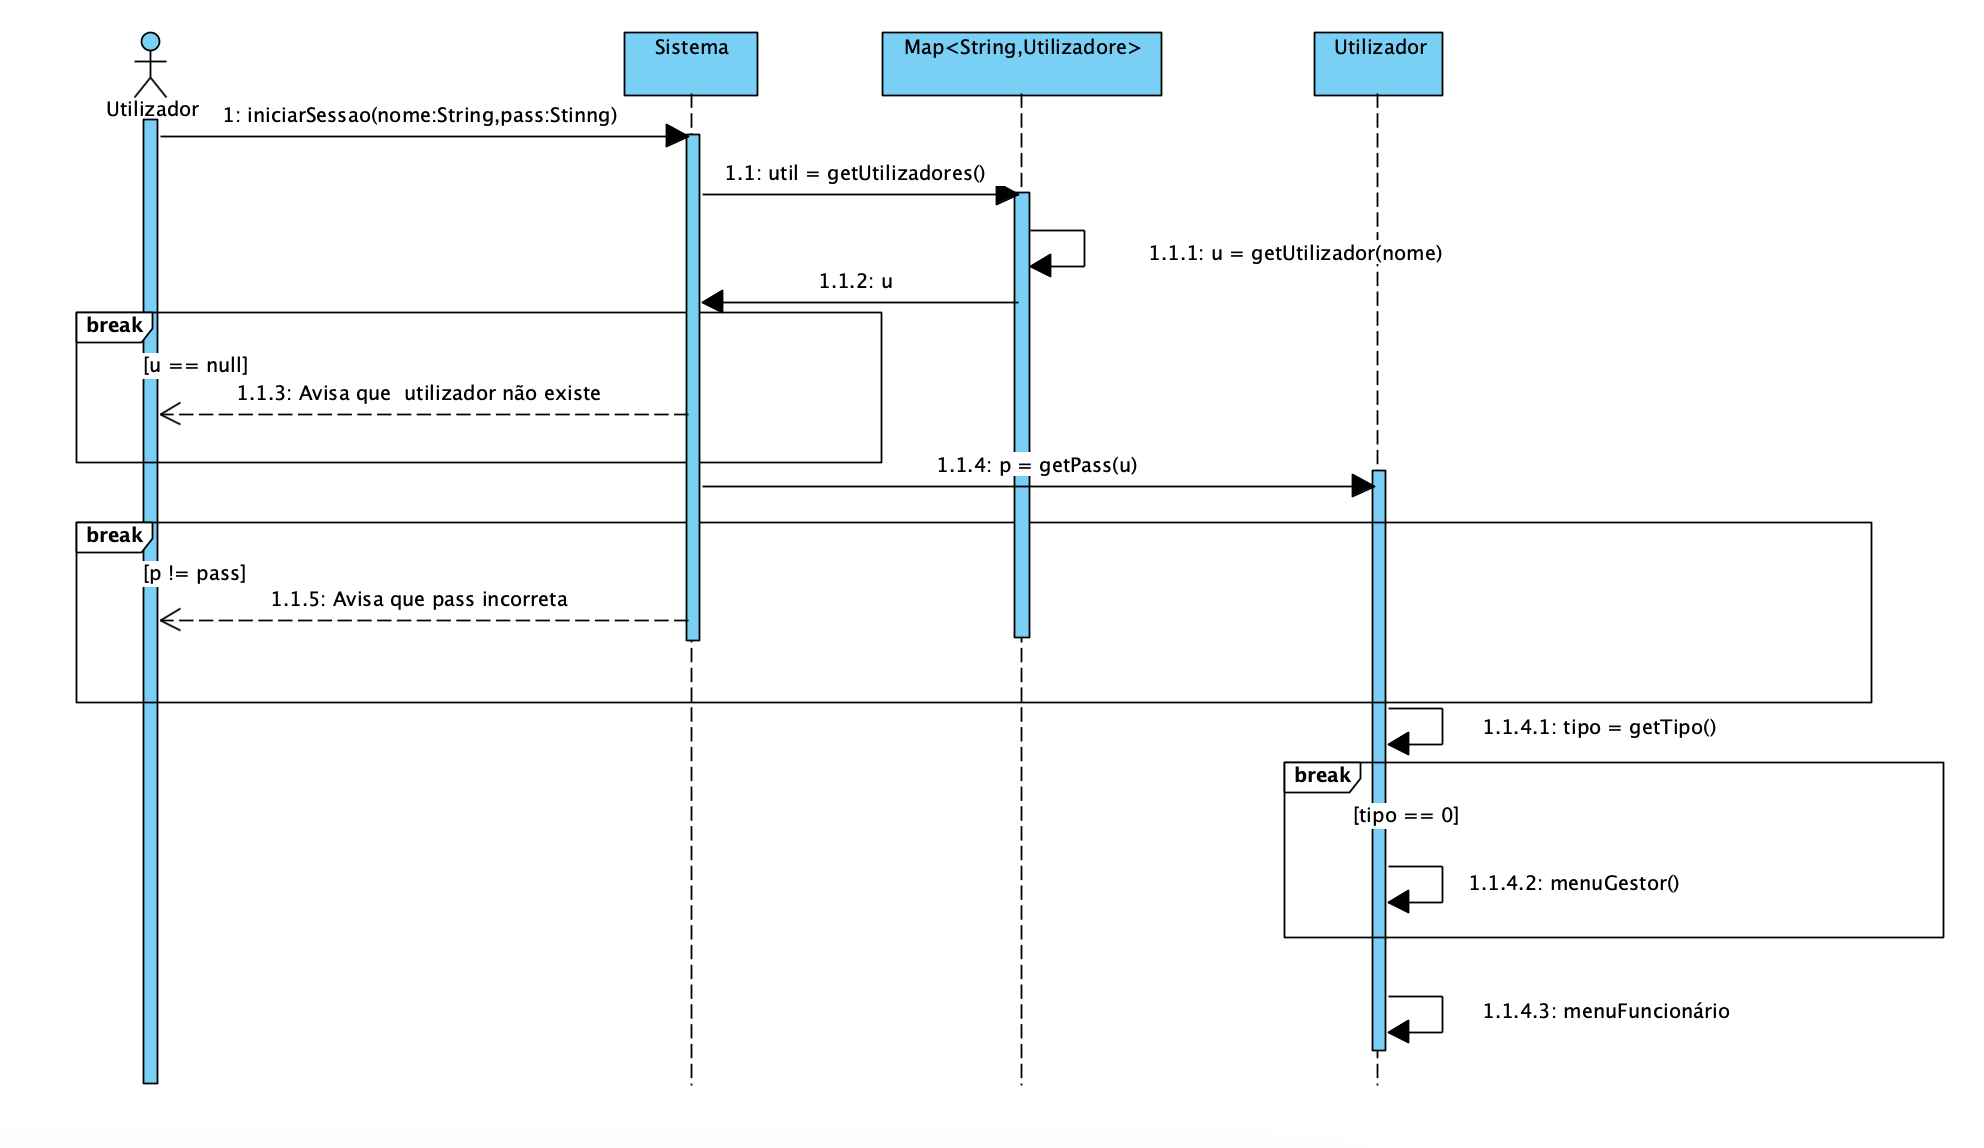 Sistema
Map<String,Utilizadore>
Utilizador
Utilizador
1: iniciarSessao(nome:String,pass:Stinng)
1.1: util = getUtilizadores()
1.1.1: u = getUtilizador(nome)
1.1.2: u
break
[u == null]
1.1.3: Avisa que  utilizador não existe
1.1.4: p = getPass(u)
break
[p != pass]
1.1.5: Avisa que pass incorreta
1.1.4.1: tipo = getTipo()
break
[tipo == 0]
1.1.4.2: menuGestor()
1.1.4.3: menuFuncionário